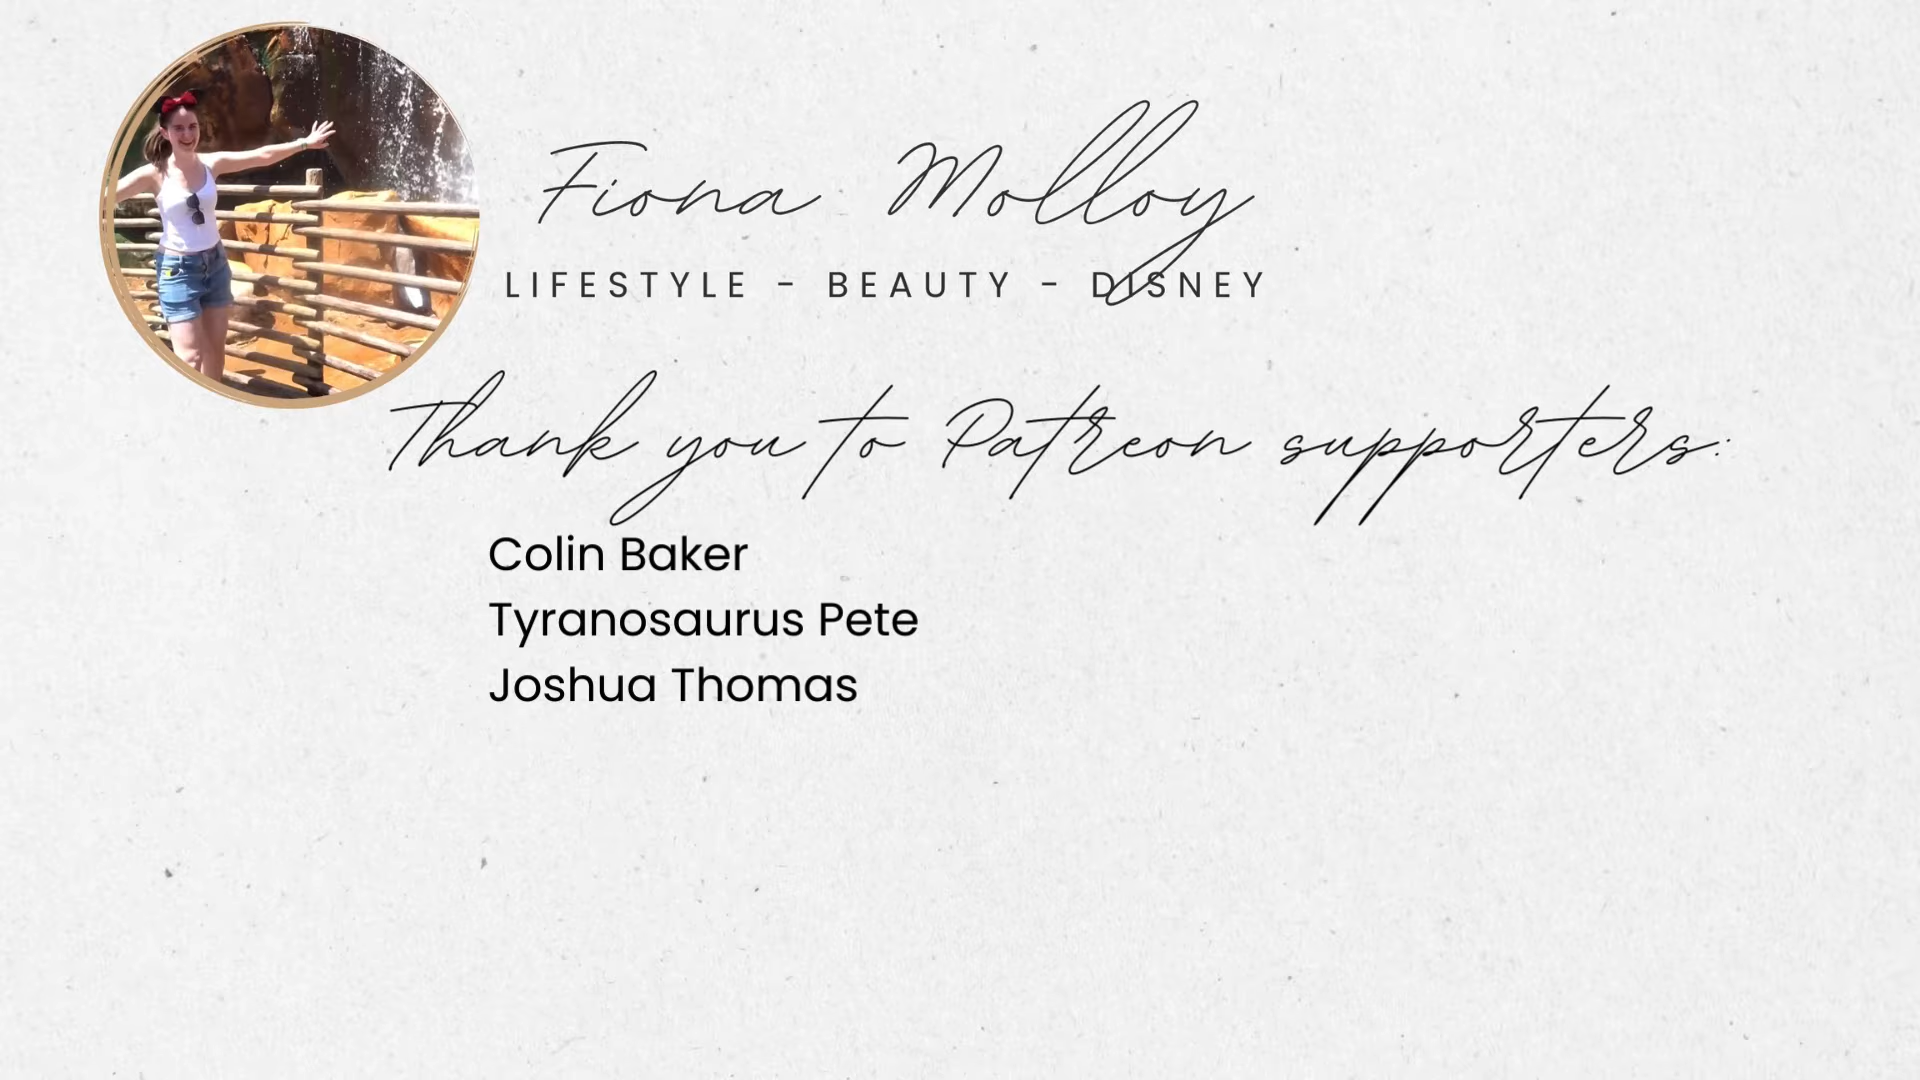 Fiona Molloy
LIFESTYLE - BEAUTY - DISNEY
Thank you to Patreon supporters:
Colin Baker
Tyranosaurus Pete
Joshua Thomas